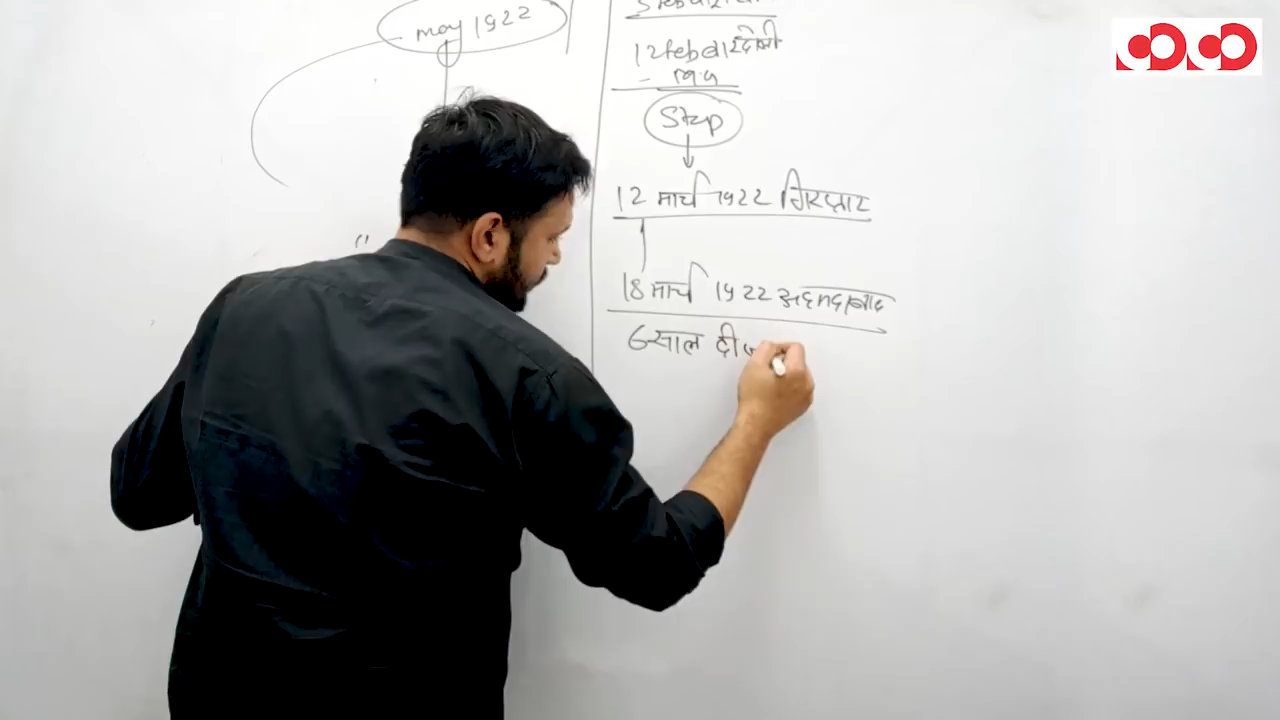 may 1922
12 feb बारदोली
Stop
12 मार्च 1922 गिरफ्तार
18 मार्च 1922 अहमदाबाद
6 साल दी